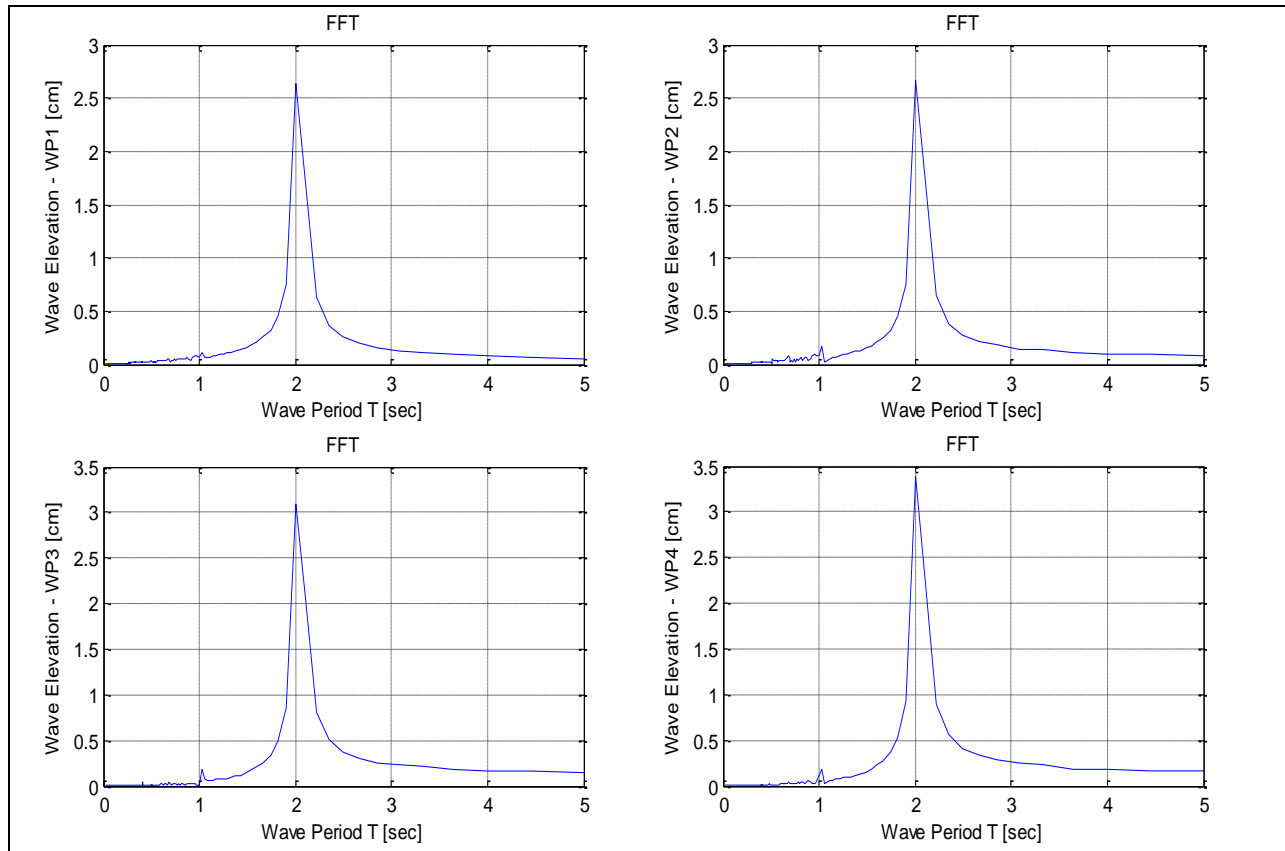 FFT
3
2.5
2
1.5
1
0.5
0
Wave Elevation - WP1 [cm]
0 1 2 3 4 5
Wave Period T [sec]
FFT
3
2.5
2
1.5
1
0.5
0
Wave Elevation - WP2 [cm]
0 1 2 3 4 5
Wave Period T [sec]
FFT
3.5
3
2.5
2
1.5
1
0.5
0
Wave Elevation - WP3 [cm]
0 1 2 3 4 5
Wave Period T [sec]
FFT
3.5
3
2.5
2
1.5
1
0.5
0
Wave Elevation - WP4 [cm]
0 1 2 3 4 5
Wave Period T [sec]